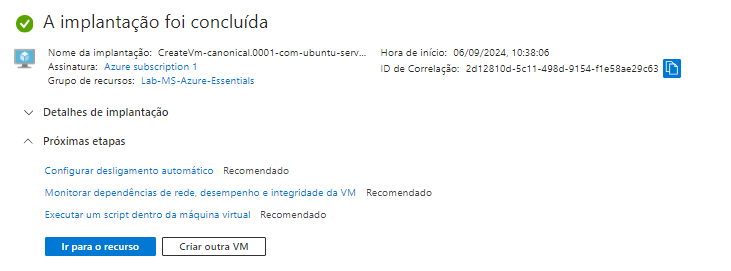 A implantação foi concluída
Nome da implantação: CreateVm-canonical.0001-com-ubuntu-serv...
Hora de início: 06/09/2024, 10:38:06
Assinatura: Azure subscription 1
ID de Correlação: 2d12810d-5c11-498d-9154-f1e58ae29c63
Grupo de recursos: Lab-MS-Azure-Essentials
Detalhes de implantação
Próximas etapas
Configurar desligamento automático Recomendado
Monitorar dependências de rede, desempenho e integridade da VM Recomendado
Executar um script dentro da máquina virtual Recomendado
Ir para o recurso Criar outra VM